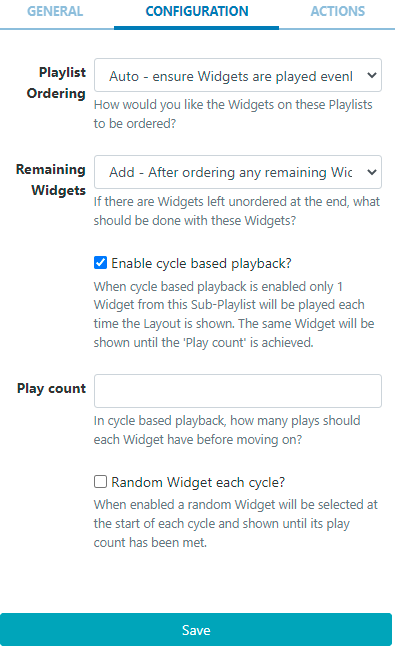 GENERAL CONFIGURATION ACTIONS
Playlist Ordering
Auto - ensure Widgets are played evenl
How would you like the Widgets on these Playlists
to be ordered?
Remaining Widgets
Add - After ordering any remaining Wic
If there are Widgets left unordered at the end, what
should be done with these Widgets?
Enable cycle based playback?
When cycle based playback is enabled only 1
Widget from this Sub-Playlist will be played each
time the Layout is shown. The same Widget will be
shown until the 'Play count' is achieved.
Play count
In cycle based playback, how many plays should
each Widget have before moving on?
Random Widget each cycle?
When enabled a random Widget will be selected at
the start of each cycle and shown until its play
count has been met.
Save